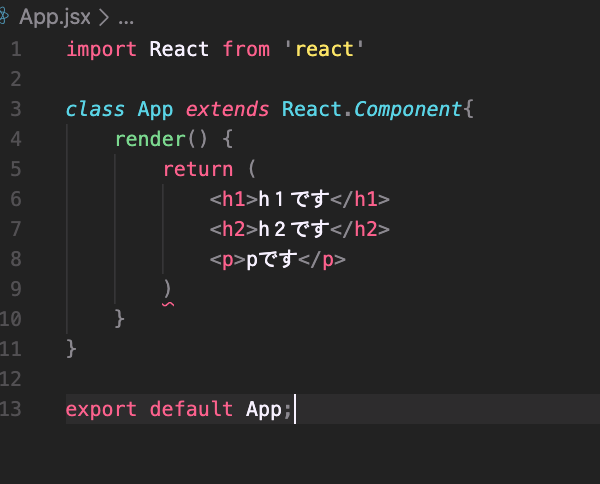 App.jsx > ...
1 import React from 'react'
2
3 class App extends React.Component{
4     render() {
5         return (
6             <h1>h１です</h1>
7             <h2>h２です</h2>
8             <p>pです</p>
9         )
10     }
11 }
12
13 export default App;